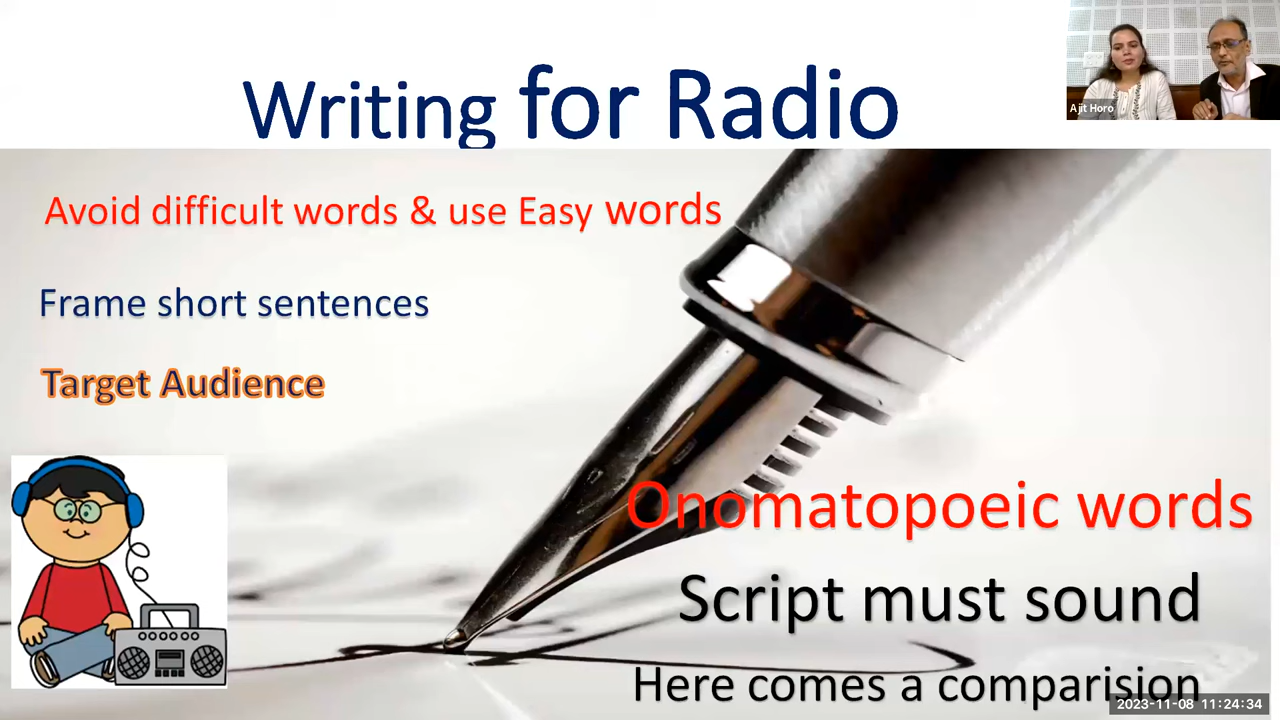 Writing for Radio
Ajit Horo
Avoid difficult words & use Easy words
Frame short sentences
Target Audience
Onomatopoeic words
Script must sound
Here comes a comparision
2023-11-08 11:24:34